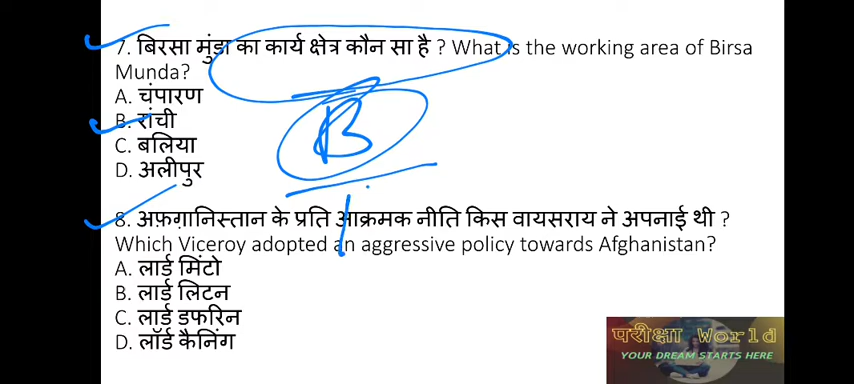 7. बिरसा मुंडा का कार्य क्षेत्र कौन सा है ? What is the working area of Birsa
Munda?
A. चंपारण
B. रांची
C. बलिया
D. अलीपुर
B
8. अफ़ग़ानिस्तान के प्रति आक्रमक नीति किस वायसराय ने अपनाई थी ?
Which Viceroy adopted an aggressive policy towards Afghanistan?
A. लार्ड मिंटो
B. लार्ड लिटन
C. लार्ड डफरिन
D. लॉर्ड कैनिंग
परीक्षा World
YOUR DREAM STARTS HERE